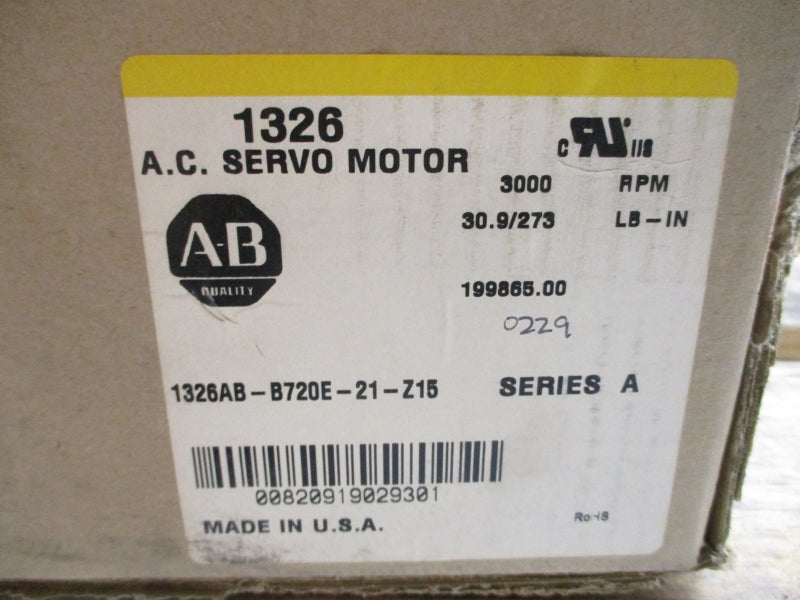 1326
A.C. SERVO MOTOR
c RU US
3000 RPM
30.9/273 LB-IN
A-B
QUALITY
199865.00
0229
1326AB-B720E-21-Z15 SERIES A
00820919029301
MADE IN U.S.A.
RoHS